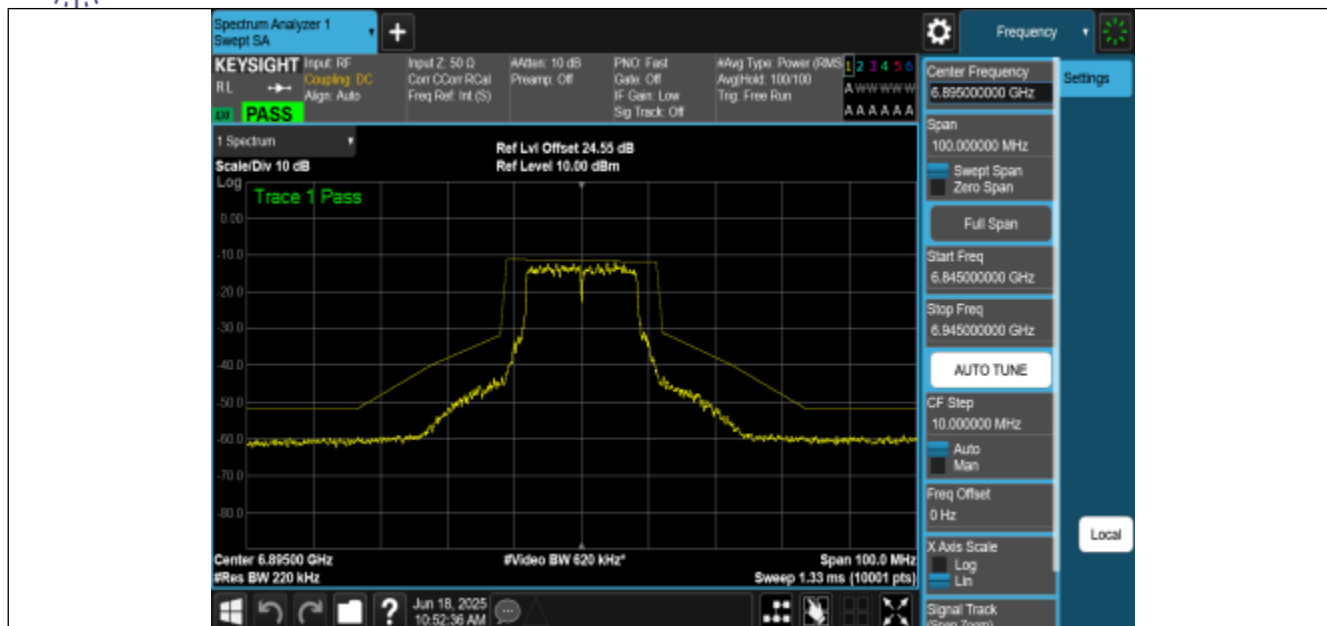 Spectrum Analyzer 1
Swept SA
+
Frequency
KEYSIGHT
RL
PASS
Input: RF
Coupling: DC
Align: Auto
Input Z: 50 Ω
Corr CCorr RCal
Freq Ref: Int (S)
#Atten: 10 dB
Preamp: Off
PNO: Fast
Gate: Off
IF Gain: Low
Sig Track: Off
#Avg Type: Power (RMS
Avg|Hold: 100/100
Trig: Free Run
1 2 3 4 5 6
A W W W W W
A A A A A A
1 Spectrum
Scale/Div 10 dB
Ref Lvl Offset 24.55 dB
Ref Level 10.00 dBm
Log
Trace 1 Pass
0.00
-10.0
-20.0
-30.0
-40.0
-50.0
-60.0
-70.0
-80.0
Center 6.89500 GHz
#Res BW 220 kHz
#Video BW 620 kHz*
Span 100.0 MHz
Sweep 1.33 ms (10001 pts)
Center Frequency
6.895000000 GHz
Span
100.000000 MHz
Swept Span
Zero Span
Full Span
Start Freq
6.845000000 GHz
Stop Freq
6.945000000 GHz
AUTO TUNE
CF Step
10.000000 MHz
Auto
Man
Freq Offset
0 Hz
X Axis Scale
Log
Lin
Signal Track
(Span Zoom)
Settings
Local
?
Jun 18, 2025
10:52:36 AM